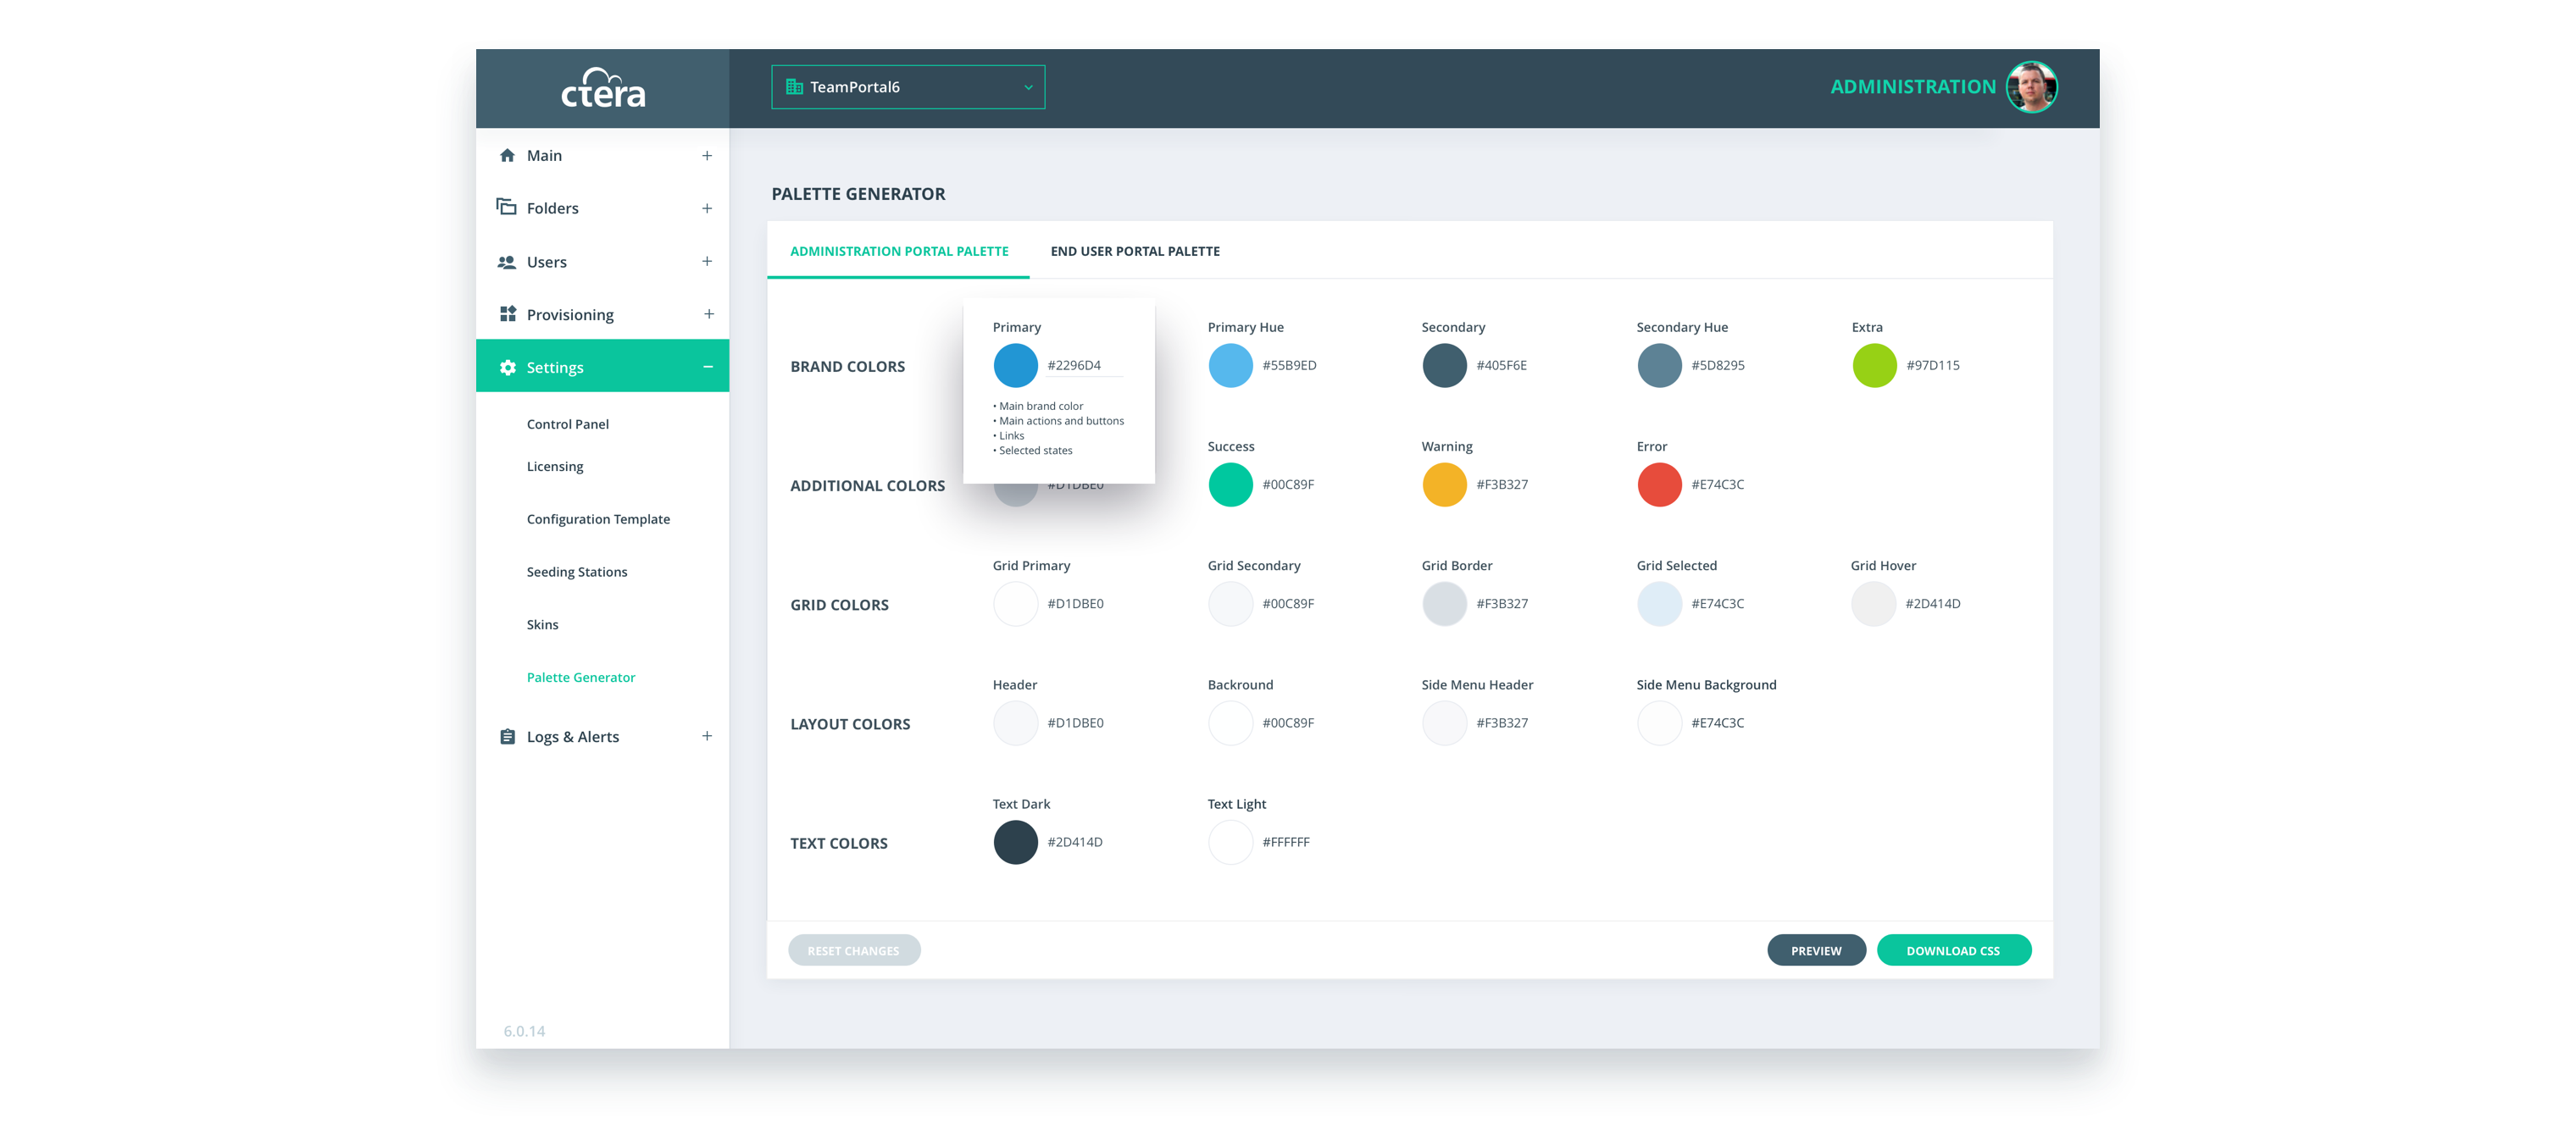 ctera
TeamPortal6
ADMINISTRATION
Main
Folders
Users
Provisioning
Settings
Control Panel
Licensing
Configuration Template
Seeding Stations
Skins
Palette Generator
Logs & Alerts
6.0.14
PALETTE GENERATOR
ADMINISTRATION PORTAL PALETTE
END USER PORTAL PALETTE
BRAND COLORS
Primary
#2296D4
• Main brand color
• Main actions and buttons
• Links
• Selected states
Primary Hue
#55B9ED
Secondary
#405F6E
Secondary Hue
#5D8295
Extra
#97D115
ADDITIONAL COLORS
#D1DBE0
Success
#00C89F
Warning
#F3B327
Error
#E74C3C
GRID COLORS
Grid Primary
#D1DBE0
Grid Secondary
#00C89F
Grid Border
#F3B327
Grid Selected
#E74C3C
Grid Hover
#2D414D
LAYOUT COLORS
Header
#D1DBE0
Backround
#00C89F
Side Menu Header
#F3B327
Side Menu Background
#E74C3C
TEXT COLORS
Text Dark
#2D414D
Text Light
#FFFFFF
RESET CHANGES
PREVIEW
DOWNLOAD CSS